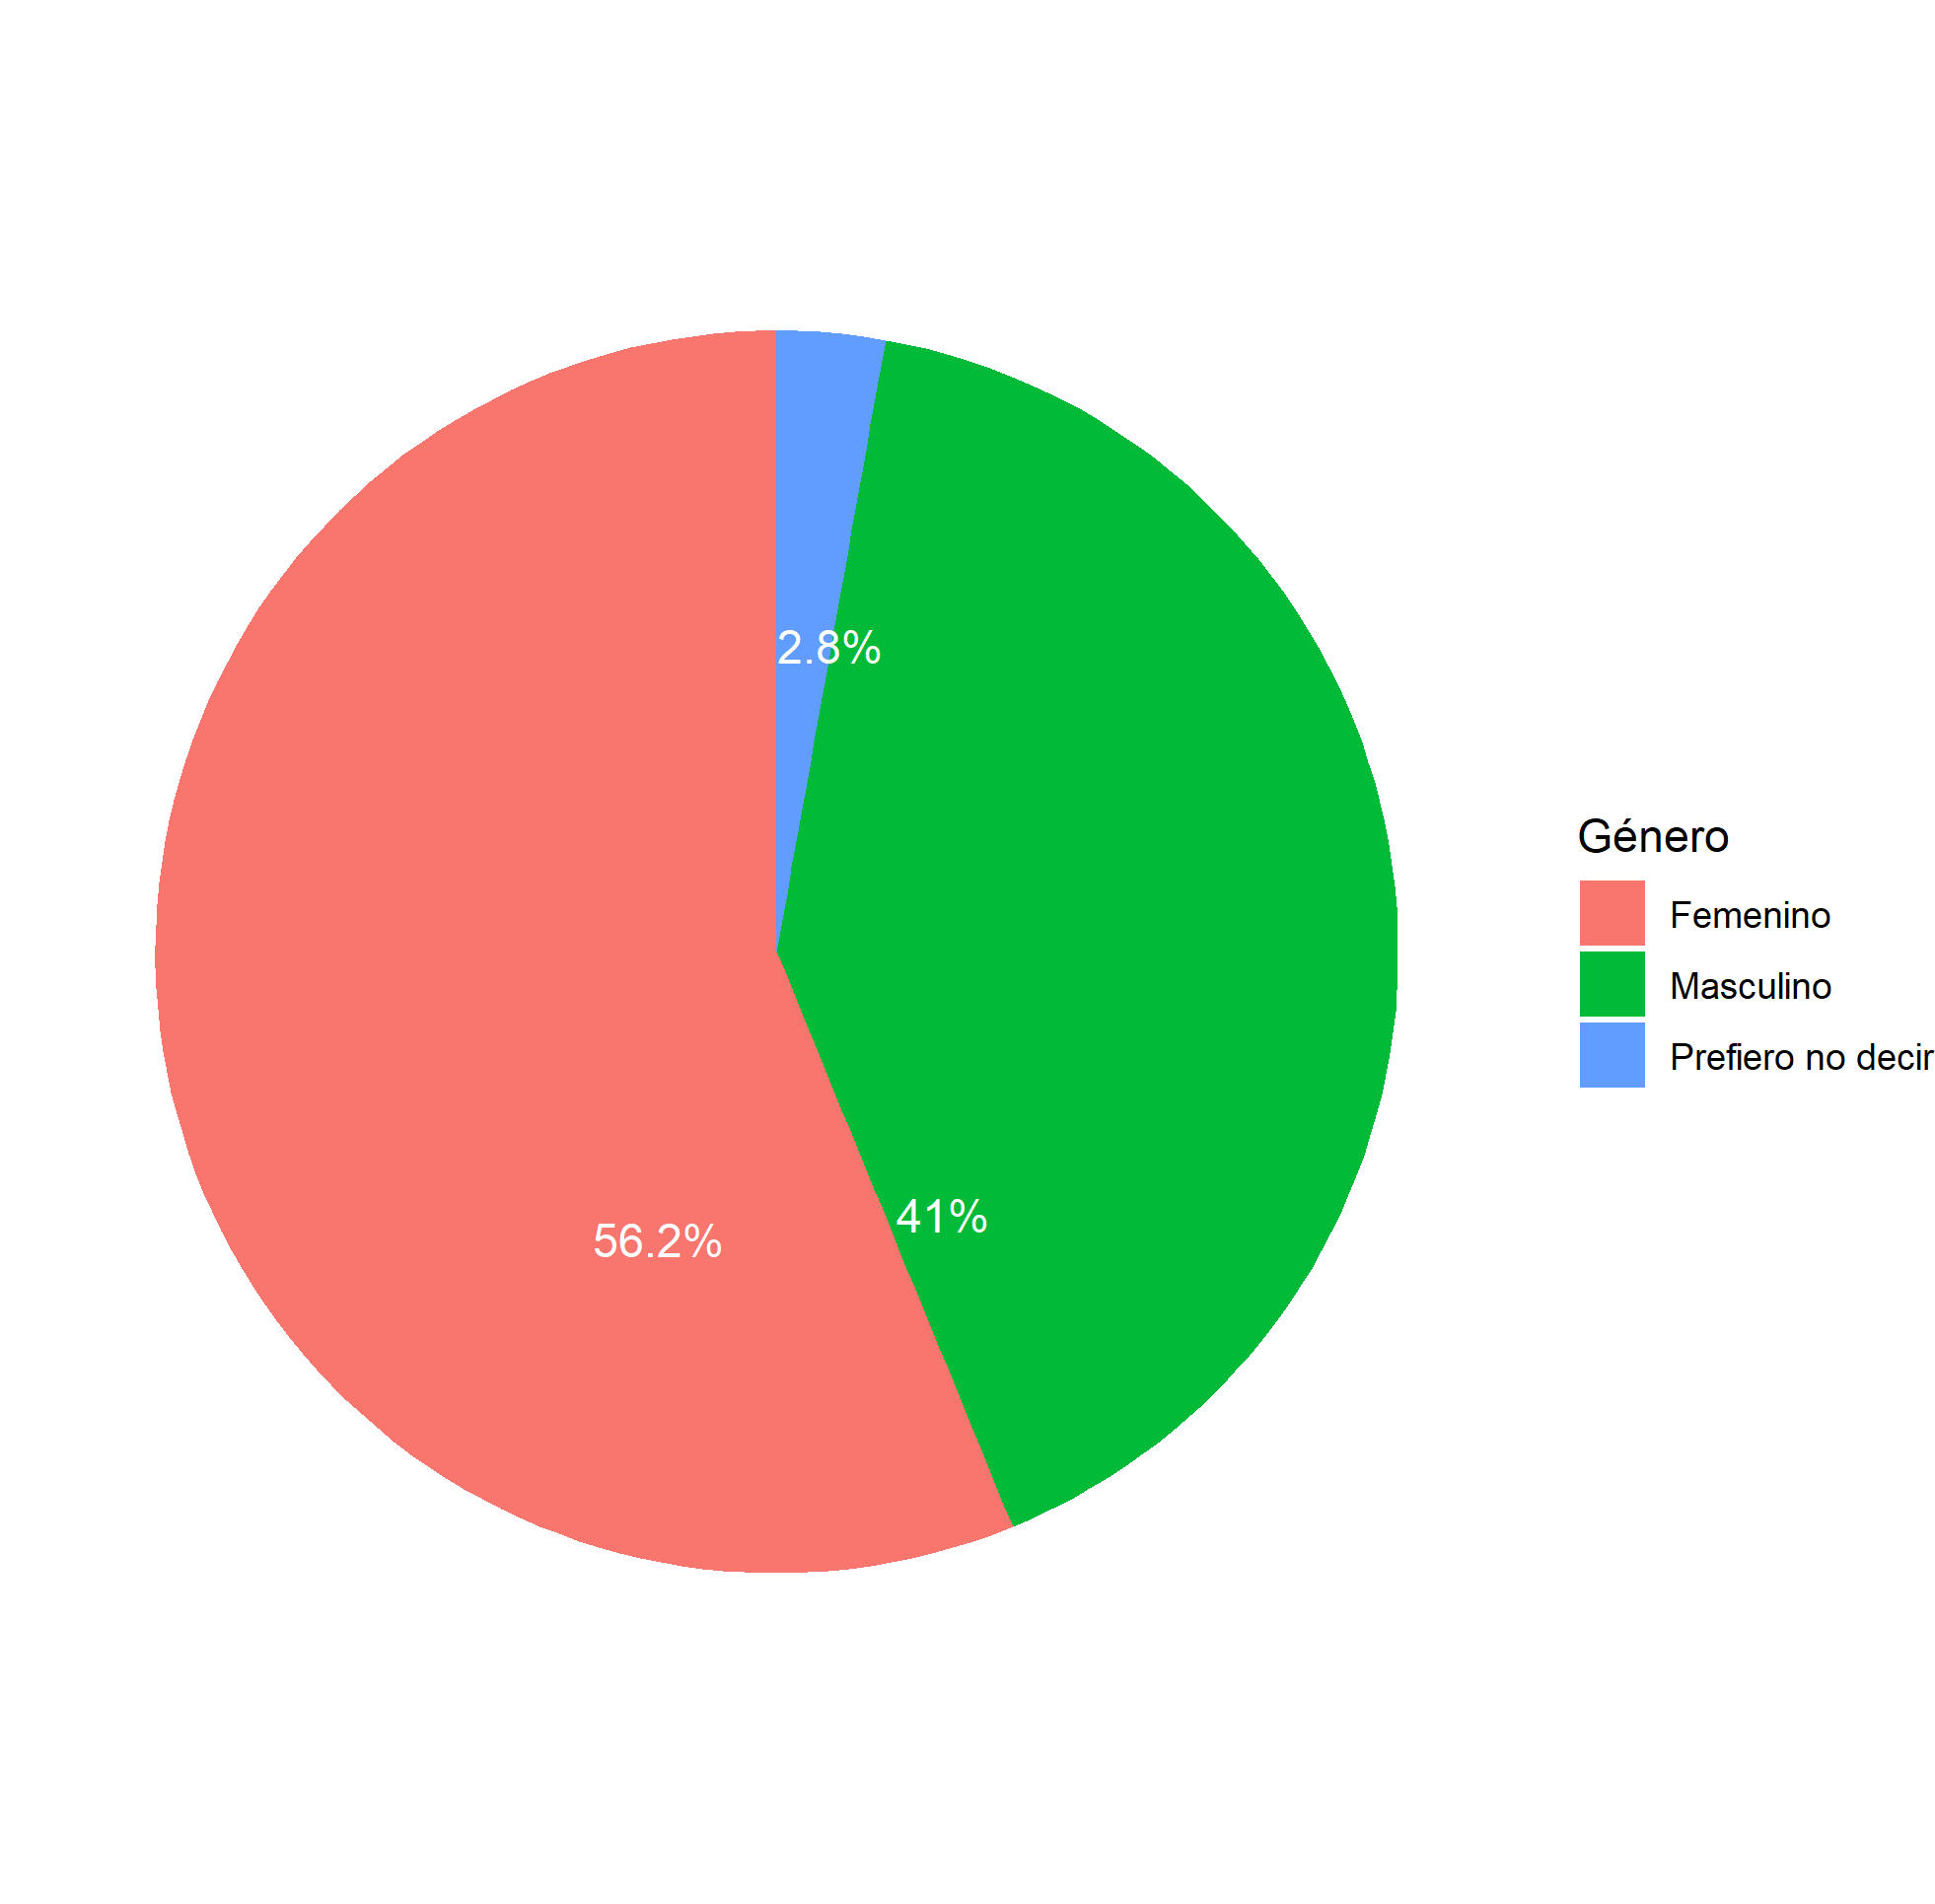 2.8%
41%
56.2%
Género
Femenino
Masculino
Prefiero no decir